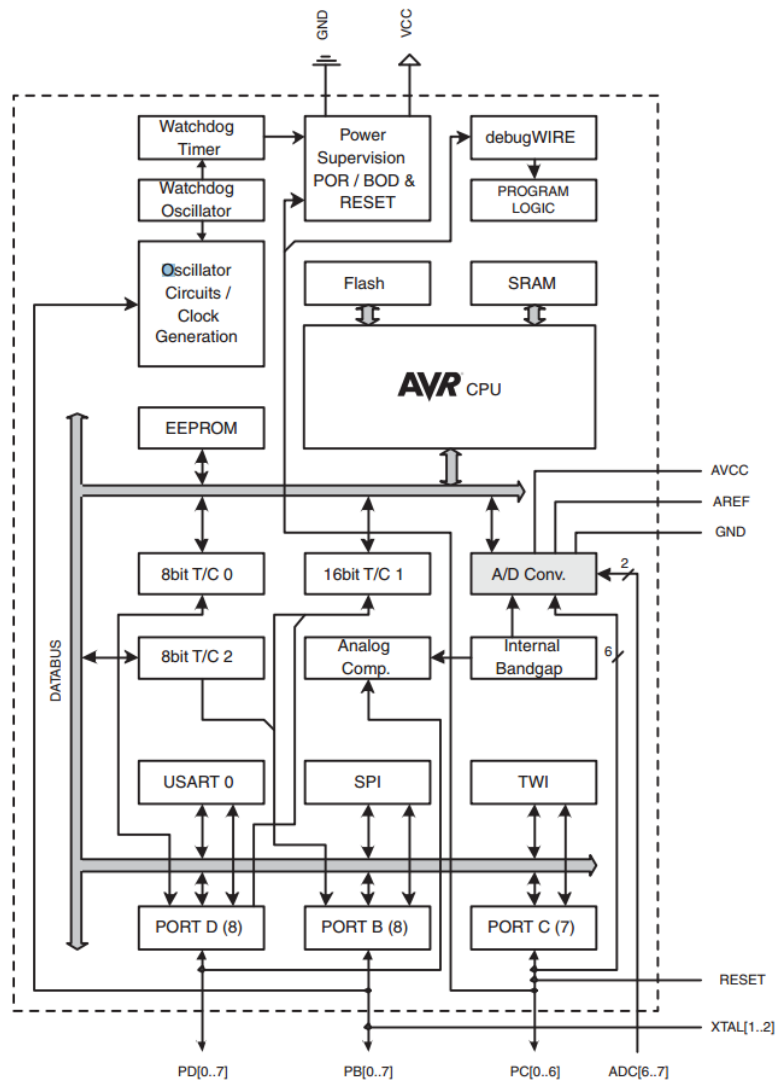 GND
VCC
Watchdog
Timer
Power
Supervision
POR / BOD &
RESET
debugWIRE
PROGRAM
LOGIC
Watchdog
Oscillator
Oscillator
Circuits /
Clock
Generation
Flash
SRAM
AVR CPU
EEPROM
AVCC
AREF
GND
8bit T/C 0
16bit T/C 1
A/D Conv.
2
DATABUS
8bit T/C 2
Analog
Comp.
Internal
Bandgap
6
USART 0
SPI
TWI
PORT D (8)
PORT B (8)
PORT C (7)
RESET
XTAL[1..2]
PD[0..7]
PB[0..7]
PC[0..6]
ADC[6..7]